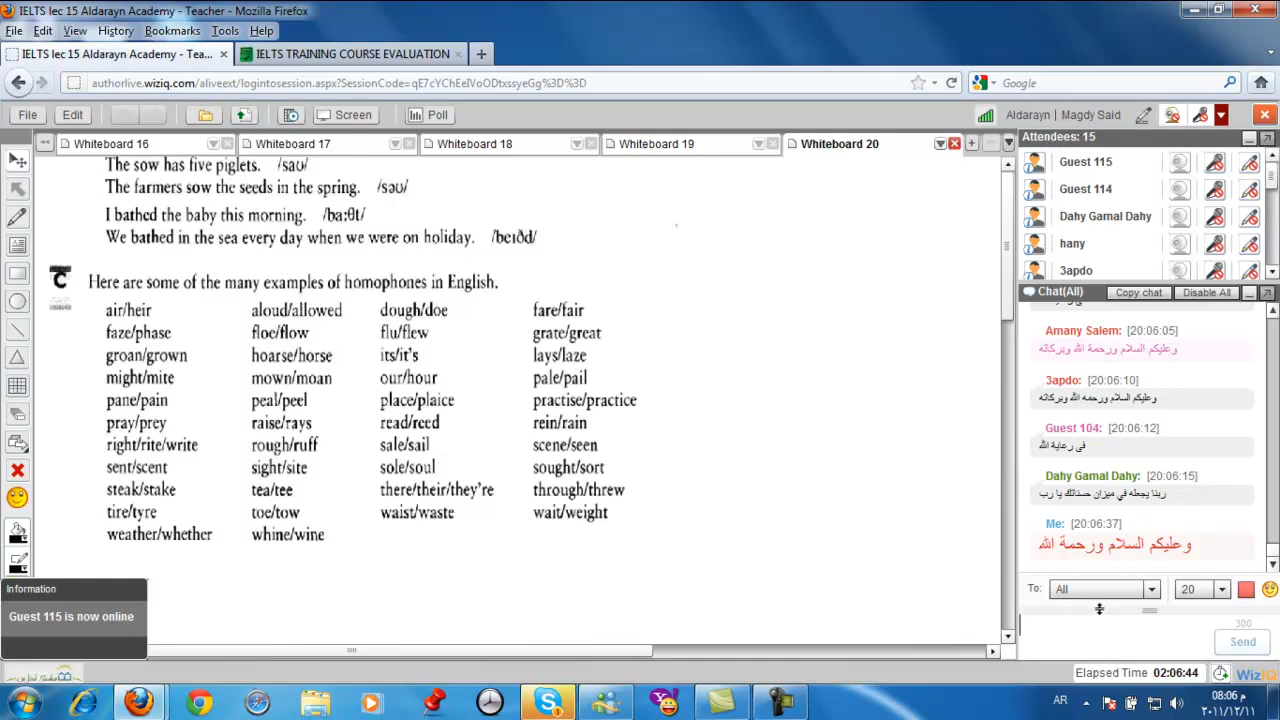 IELTS lec 15 Aldarayn Academy - Teacher - Mozilla Firefox
File Edit View History Bookmarks Tools Help
IELTS lec 15 Aldarayn Academy - Tea...
IELTS TRAINING COURSE EVALUATION
authorlive.wiziq.com/aliveext/logintosession.aspx?SessionCode=qE7cYChEeIVoODtxssyeGg%3D%3D
Google
File Edit Screen Poll
Aldarayn | Magdy Said
Whiteboard 16 Whiteboard 17 Whiteboard 18 Whiteboard 19 Whiteboard 20
The sow has five piglets. /saʊ/
The farmers sow the seeds in the spring. /səʊ/
I bathed the baby this morning. /ba:θt/
We bathed in the sea every day when we were on holiday. /beɪðd/
C Here are some of the many examples of homophones in English.
air/heir aloud/allowed dough/doe fare/fair
faze/phase floe/flow flu/flew grate/great
groan/grown hoarse/horse its/it's lays/laze
might/mite mown/moan our/hour pale/pail
pane/pain peal/peel place/plaice practise/practice
pray/prey raise/rays read/reed rein/rain
right/rite/write rough/ruff sale/sail scene/seen
sent/scent sight/site sole/soul sought/sort
steak/stake tea/tee there/their/they're through/threw
tire/tyre toe/tow waist/waste wait/weight
weather/whether whine/wine
Information
Guest 115 is now online
Attendees: 15
Guest 115
Guest 114
Dahy Gamal Dahy
hany
3apdo
Chat(All) Copy chat Disable All
Amany Salem: [20:06:05]
وعليكم السلام ورحمة الله وبركاته
3apdo: [20:06:10]
وعليكم السلام ورحمه الله وبركاته
Guest 104: [20:06:12]
فى رعاية الله
Dahy Gamal Dahy: [20:06:15]
ربنا يجعله في ميزان حسناتك يا رب
Me: [20:06:37]
وعليكم السلام ورحمة الله
To: All 20
300
Send
Elapsed Time 02:06:44 WizIQ
AR
08:06 م
٢٠١١/١٢/١١